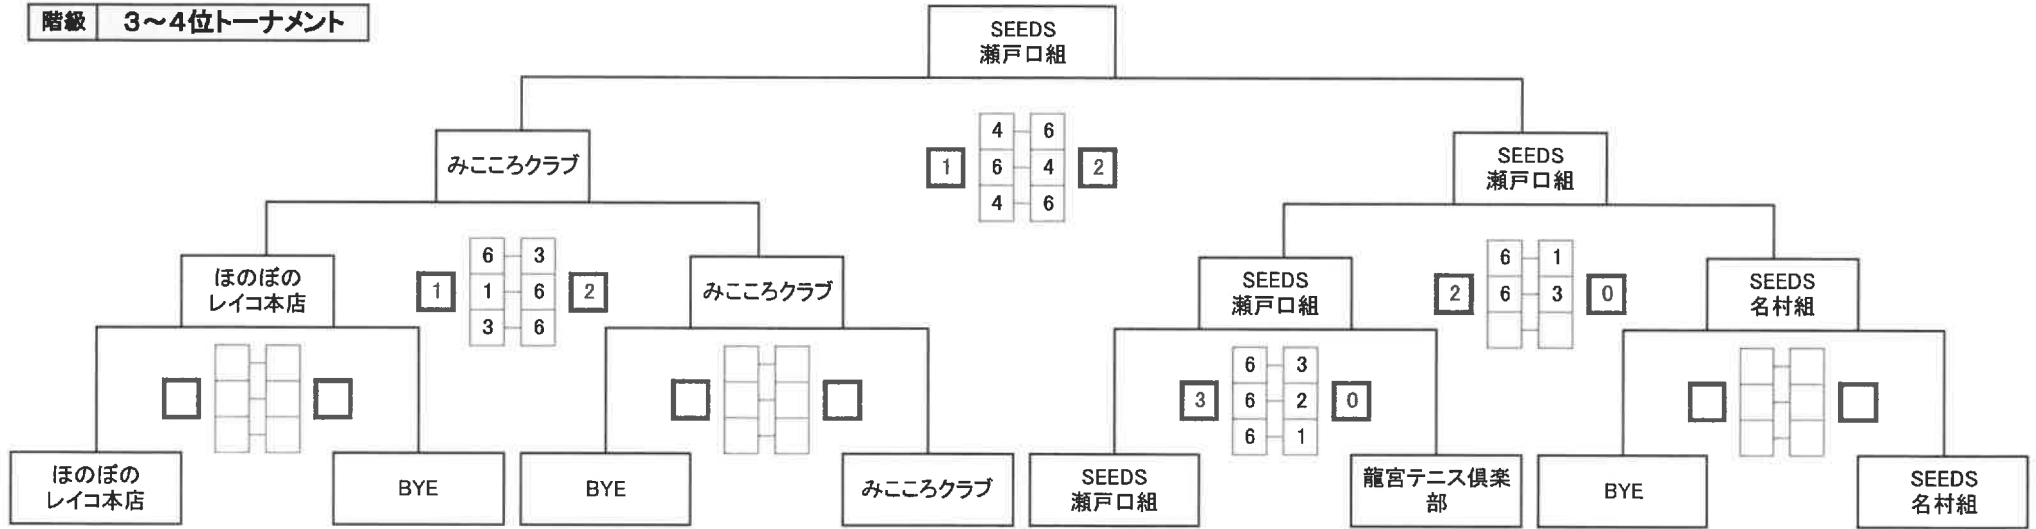 階級 3～4位トーナメント
SEEDS
瀬戸口組
みこころクラブ
1 4 6 2
6 4
4 6
SEEDS
瀬戸口組
ほのぼの
レイコ本店
1 6 3 2
1 6
3 6
みこころクラブ
SEEDS
瀬戸口組
2 6 1 0
6 3
SEEDS
名村組
3 6 3 0
6 2
6 1
ほのぼの
レイコ本店
BYE
BYE
みこころクラブ
SEEDS
瀬戸口組
龍宮テニス倶楽
部
BYE
SEEDS
名村組